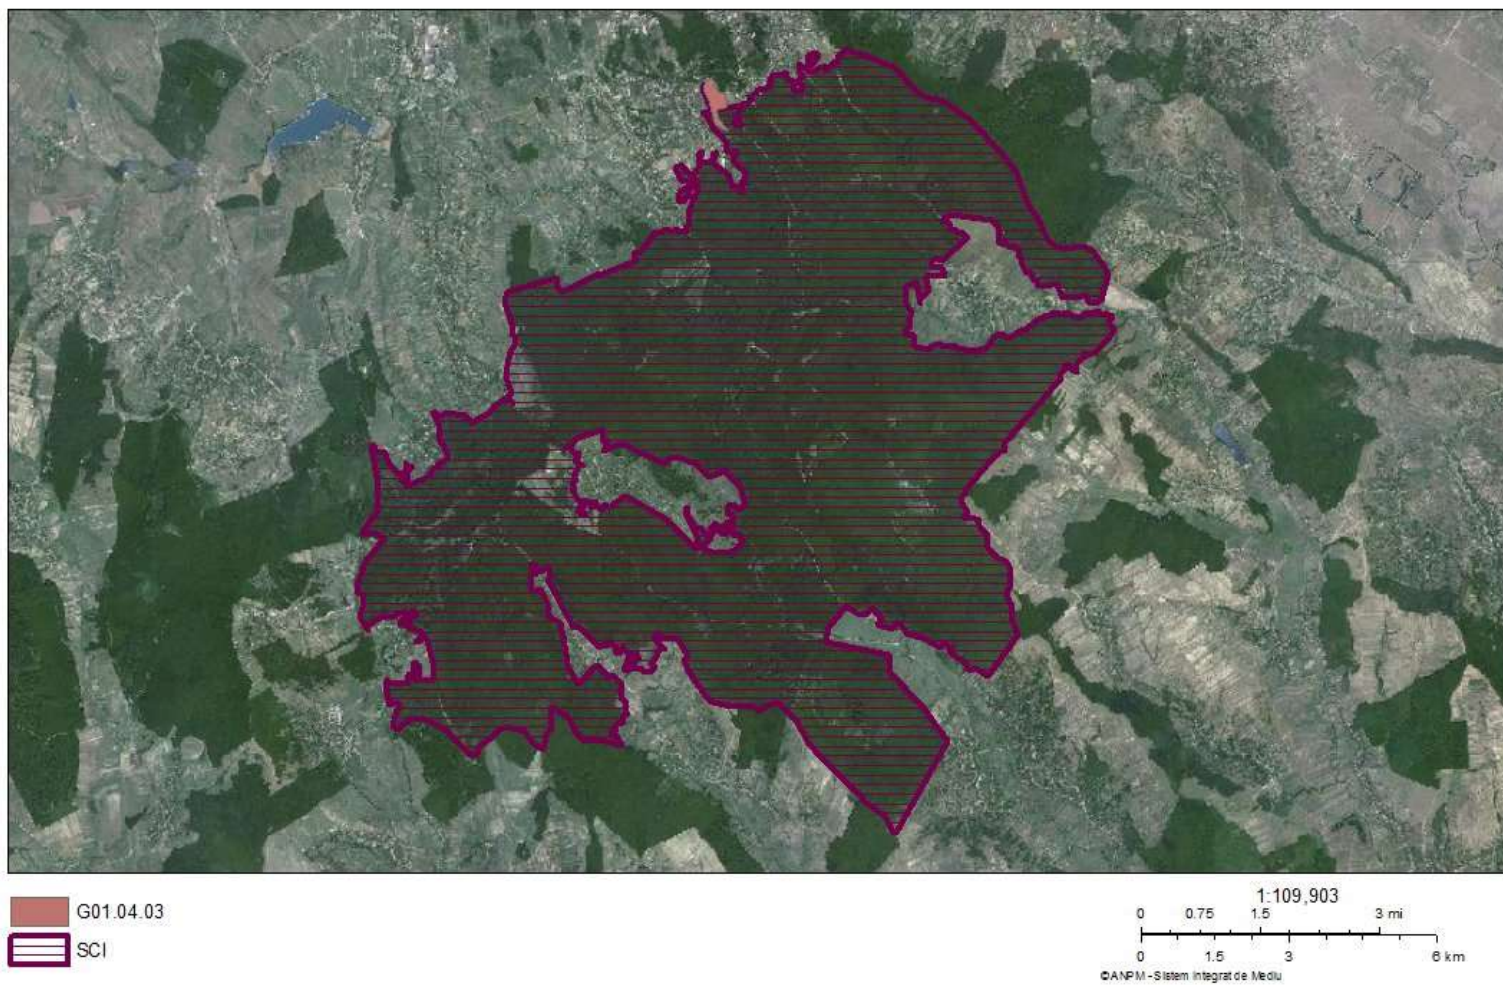 G01.04.03
SCI
1:109,903
0 0.75 1.5 3 mi
0 1.5 3 6 km
©ANPM - Sistem Integrat de Mediu